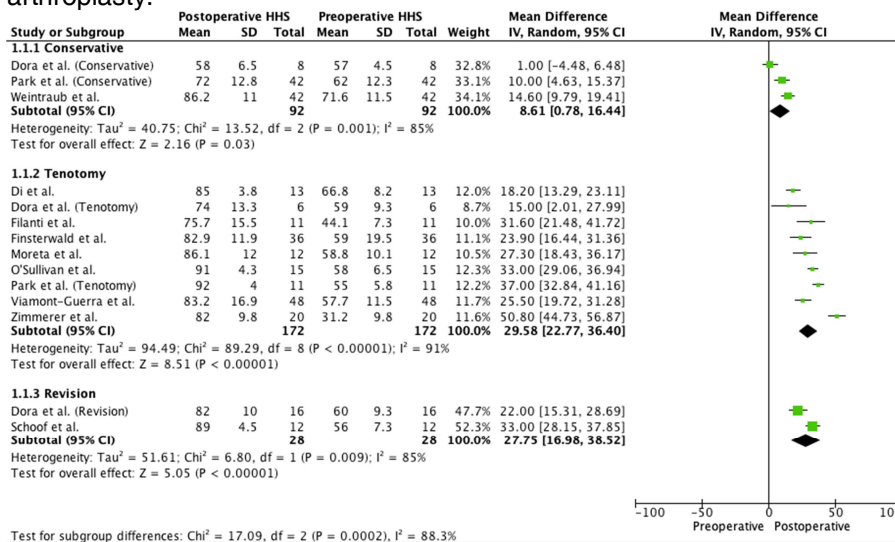 arthroplasty.
Postoperative HHS Preoperative HHS Mean Difference Mean Difference
Study or Subgroup Mean SD Total Mean SD Total Weight IV, Random, 95% CI IV, Random, 95% CI
1.1.1 Conservative
Dora et al. (Conservative) 58 6.5 8 57 4.5 8 32.8% 1.00 [−4.48, 6.48]
Park et al. (Conservative) 72 12.8 42 62 12.3 42 33.1% 10.00 [4.63, 15.37]
Weintraub et al. 86.2 11 42 71.6 11.5 42 34.1% 14.60 [9.79, 19.41]
Subtotal (95% CI) 92 92 100.0% 8.61 [0.78, 16.44]
Heterogeneity: Tau² = 40.75; Chi² = 13.52, df = 2 (P = 0.001); I² = 85%
Test for overall effect: Z = 2.16 (P = 0.03)
1.1.2 Tenotomy
Di et al. 85 3.8 13 66.8 8.2 13 12.0% 18.20 [13.29, 23.11]
Dora et al. (Tenotomy) 74 13.3 6 59 9.3 6 8.7% 15.00 [2.01, 27.99]
Filanti et al. 75.7 15.5 11 44.1 7.3 11 10.0% 31.60 [21.48, 41.72]
Finsterwald et al. 82.9 11.9 36 59 19.5 36 11.1% 23.90 [16.44, 31.36]
Moreta et al. 86.1 12 12 58.8 10.1 12 10.5% 27.30 [18.43, 36.17]
O'Sullivan et al. 91 4.3 15 58 6.5 15 12.3% 33.00 [29.06, 36.94]
Park et al. (Tenotomy) 92 4 11 55 5.8 11 12.2% 37.00 [32.84, 41.16]
Viamont-Guerra et al. 83.2 16.9 48 57.7 11.5 48 11.7% 25.50 [19.72, 31.28]
Zimmerer et al. 82 9.8 20 31.2 9.8 20 11.6% 50.80 [44.73, 56.87]
Subtotal (95% CI) 172 172 100.0% 29.58 [22.77, 36.40]
Heterogeneity: Tau² = 94.49; Chi² = 89.29, df = 8 (P < 0.00001); I² = 91%
Test for overall effect: Z = 8.51 (P < 0.00001)
1.1.3 Revision
Dora et al. (Revision) 82 10 16 60 9.3 16 47.7% 22.00 [15.31, 28.69]
Schoof et al. 89 4.5 12 56 7.3 12 52.3% 33.00 [28.15, 37.85]
Subtotal (95% CI) 28 28 100.0% 27.75 [16.98, 38.52]
Heterogeneity: Tau² = 51.61; Chi² = 6.80, df = 1 (P = 0.009); I² = 85%
Test for overall effect: Z = 5.05 (P < 0.00001)
−100 −50 0 50 10
Preoperative Postoperative
Test for subgroup differences: Chi² = 17.09, df = 2 (P = 0.0002), I² = 88.3%